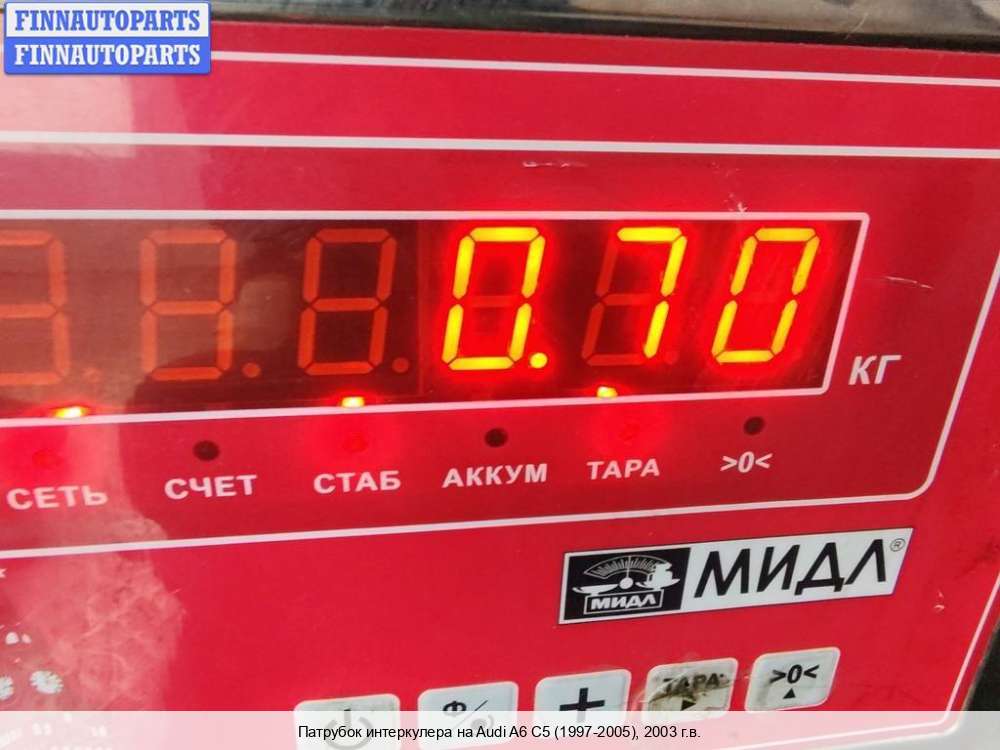 FINNAUTOPARTS
FINNAUTOPARTS
0.70
КГ
СЕТЬ СЧЕТ СТАБ АККУМ ТАРА >0<
МИДЛ МИДЛ®
Ф + ТАРА >0<
Патрубок интеркулера на Audi A6 C5 (1997-2005), 2003 г.в.